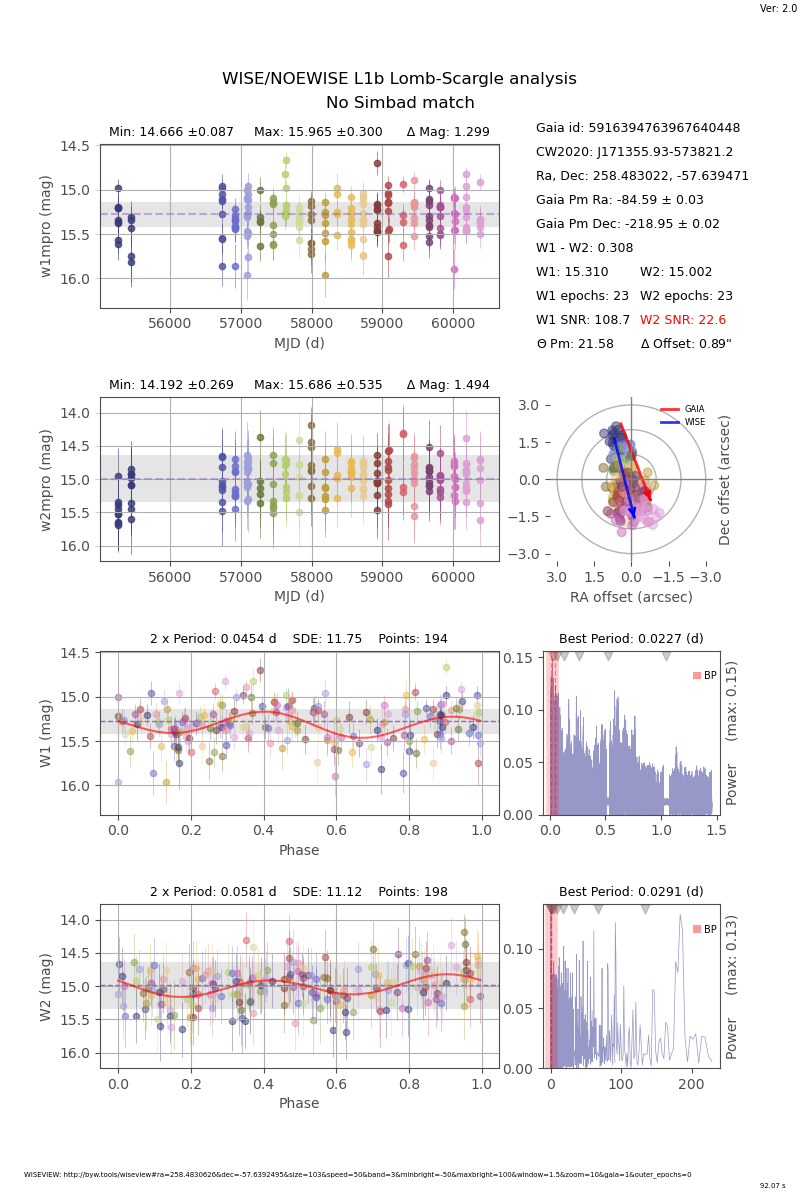 Ver: 2.0
WISE/NOEWISE L1b Lomb-Scargle analysis
No Simbad match
Min: 14.666 ±0.087 Max: 15.965 ±0.300 Δ Mag: 1.299
14.5
15.0
15.5
16.0
w1mpro (mag)
56000 57000 58000 59000 60000
MJD (d)
Gaia id: 5916394763967640448
CW2020: J171355.93-573821.2
Ra, Dec: 258.483022, -57.639471
Gaia Pm Ra: -84.59 ± 0.03
Gaia Pm Dec: -218.95 ± 0.02
W1 - W2: 0.308
W1: 15.310 W2: 15.002
W1 epochs: 23 W2 epochs: 23
W1 SNR: 108.7 W2 SNR: 22.6
Θ Pm: 21.58 Δ Offset: 0.89"
Min: 14.192 ±0.269 Max: 15.686 ±0.535 Δ Mag: 1.494
14.0
14.5
15.0
15.5
16.0
w2mpro (mag)
56000 57000 58000 59000 60000
MJD (d)
3.0
1.5
0.0
−1.5
−3.0
GAIA
WISE
Dec offset (arcsec)
3.0 1.5 0.0 −1.5 −3.0
RA offset (arcsec)
2 x Period: 0.0454 d SDE: 11.75 Points: 194
14.5
15.0
15.5
16.0
W1 (mag)
0.0 0.2 0.4 0.6 0.8 1.0
Phase
Best Period: 0.0227 (d)
0.15
0.10
0.05
0.00
BP
Power (max: 0.15)
0.0 0.5 1.0 1.5
2 x Period: 0.0581 d SDE: 11.12 Points: 198
14.0
14.5
15.0
15.5
16.0
W2 (mag)
0.0 0.2 0.4 0.6 0.8 1.0
Phase
Best Period: 0.0291 (d)
0.10
0.05
0.00
BP
Power (max: 0.13)
0 100 200
WISEVIEW: http://byw.tools/wiseview#ra=258.4830626&dec=-57.6392495&size=103&speed=50&band=3&minbright=-50&maxbright=100&window=1.5&zoom=10&gaia=1&outer_epochs=0
92.07 s